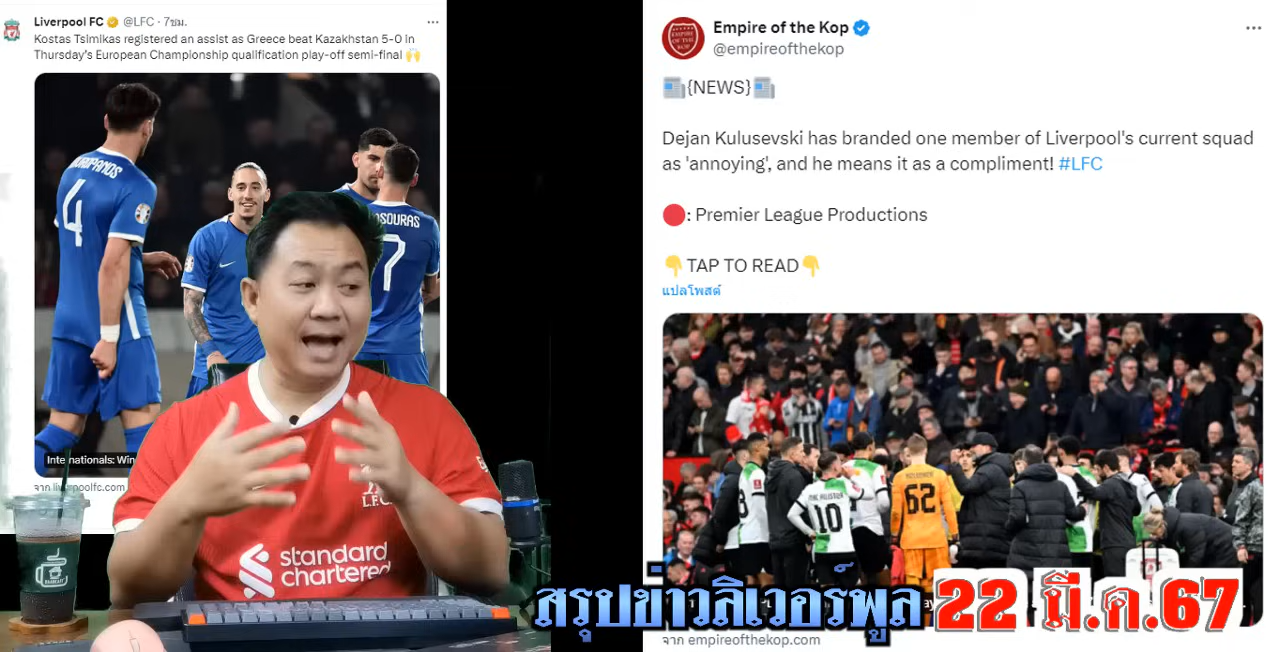 Liverpool FC @LFC · 7ชม.
Kostas Tsimikas registered an assist as Greece beat Kazakhstan 5-0 in
Thursday's European Championship qualification play-off semi-final 🙌
4
7
Internationals: Win
จาก liverpoolfc.com
L.F.C.
standard
chartered
Empire of the Kop
@empireofthekop
📰{NEWS}📰
Dejan Kulusevski has branded one member of Liverpool's current squad
as 'annoying', and he means it as a compliment! #LFC
🔴: Premier League Productions
👇TAP TO READ👇
แปลโพสต์
MAC ALLISTER
10
62
สรุปข่าวลิเวอร์พูล 22 มี.ค.67
จาก empireofthekop.com